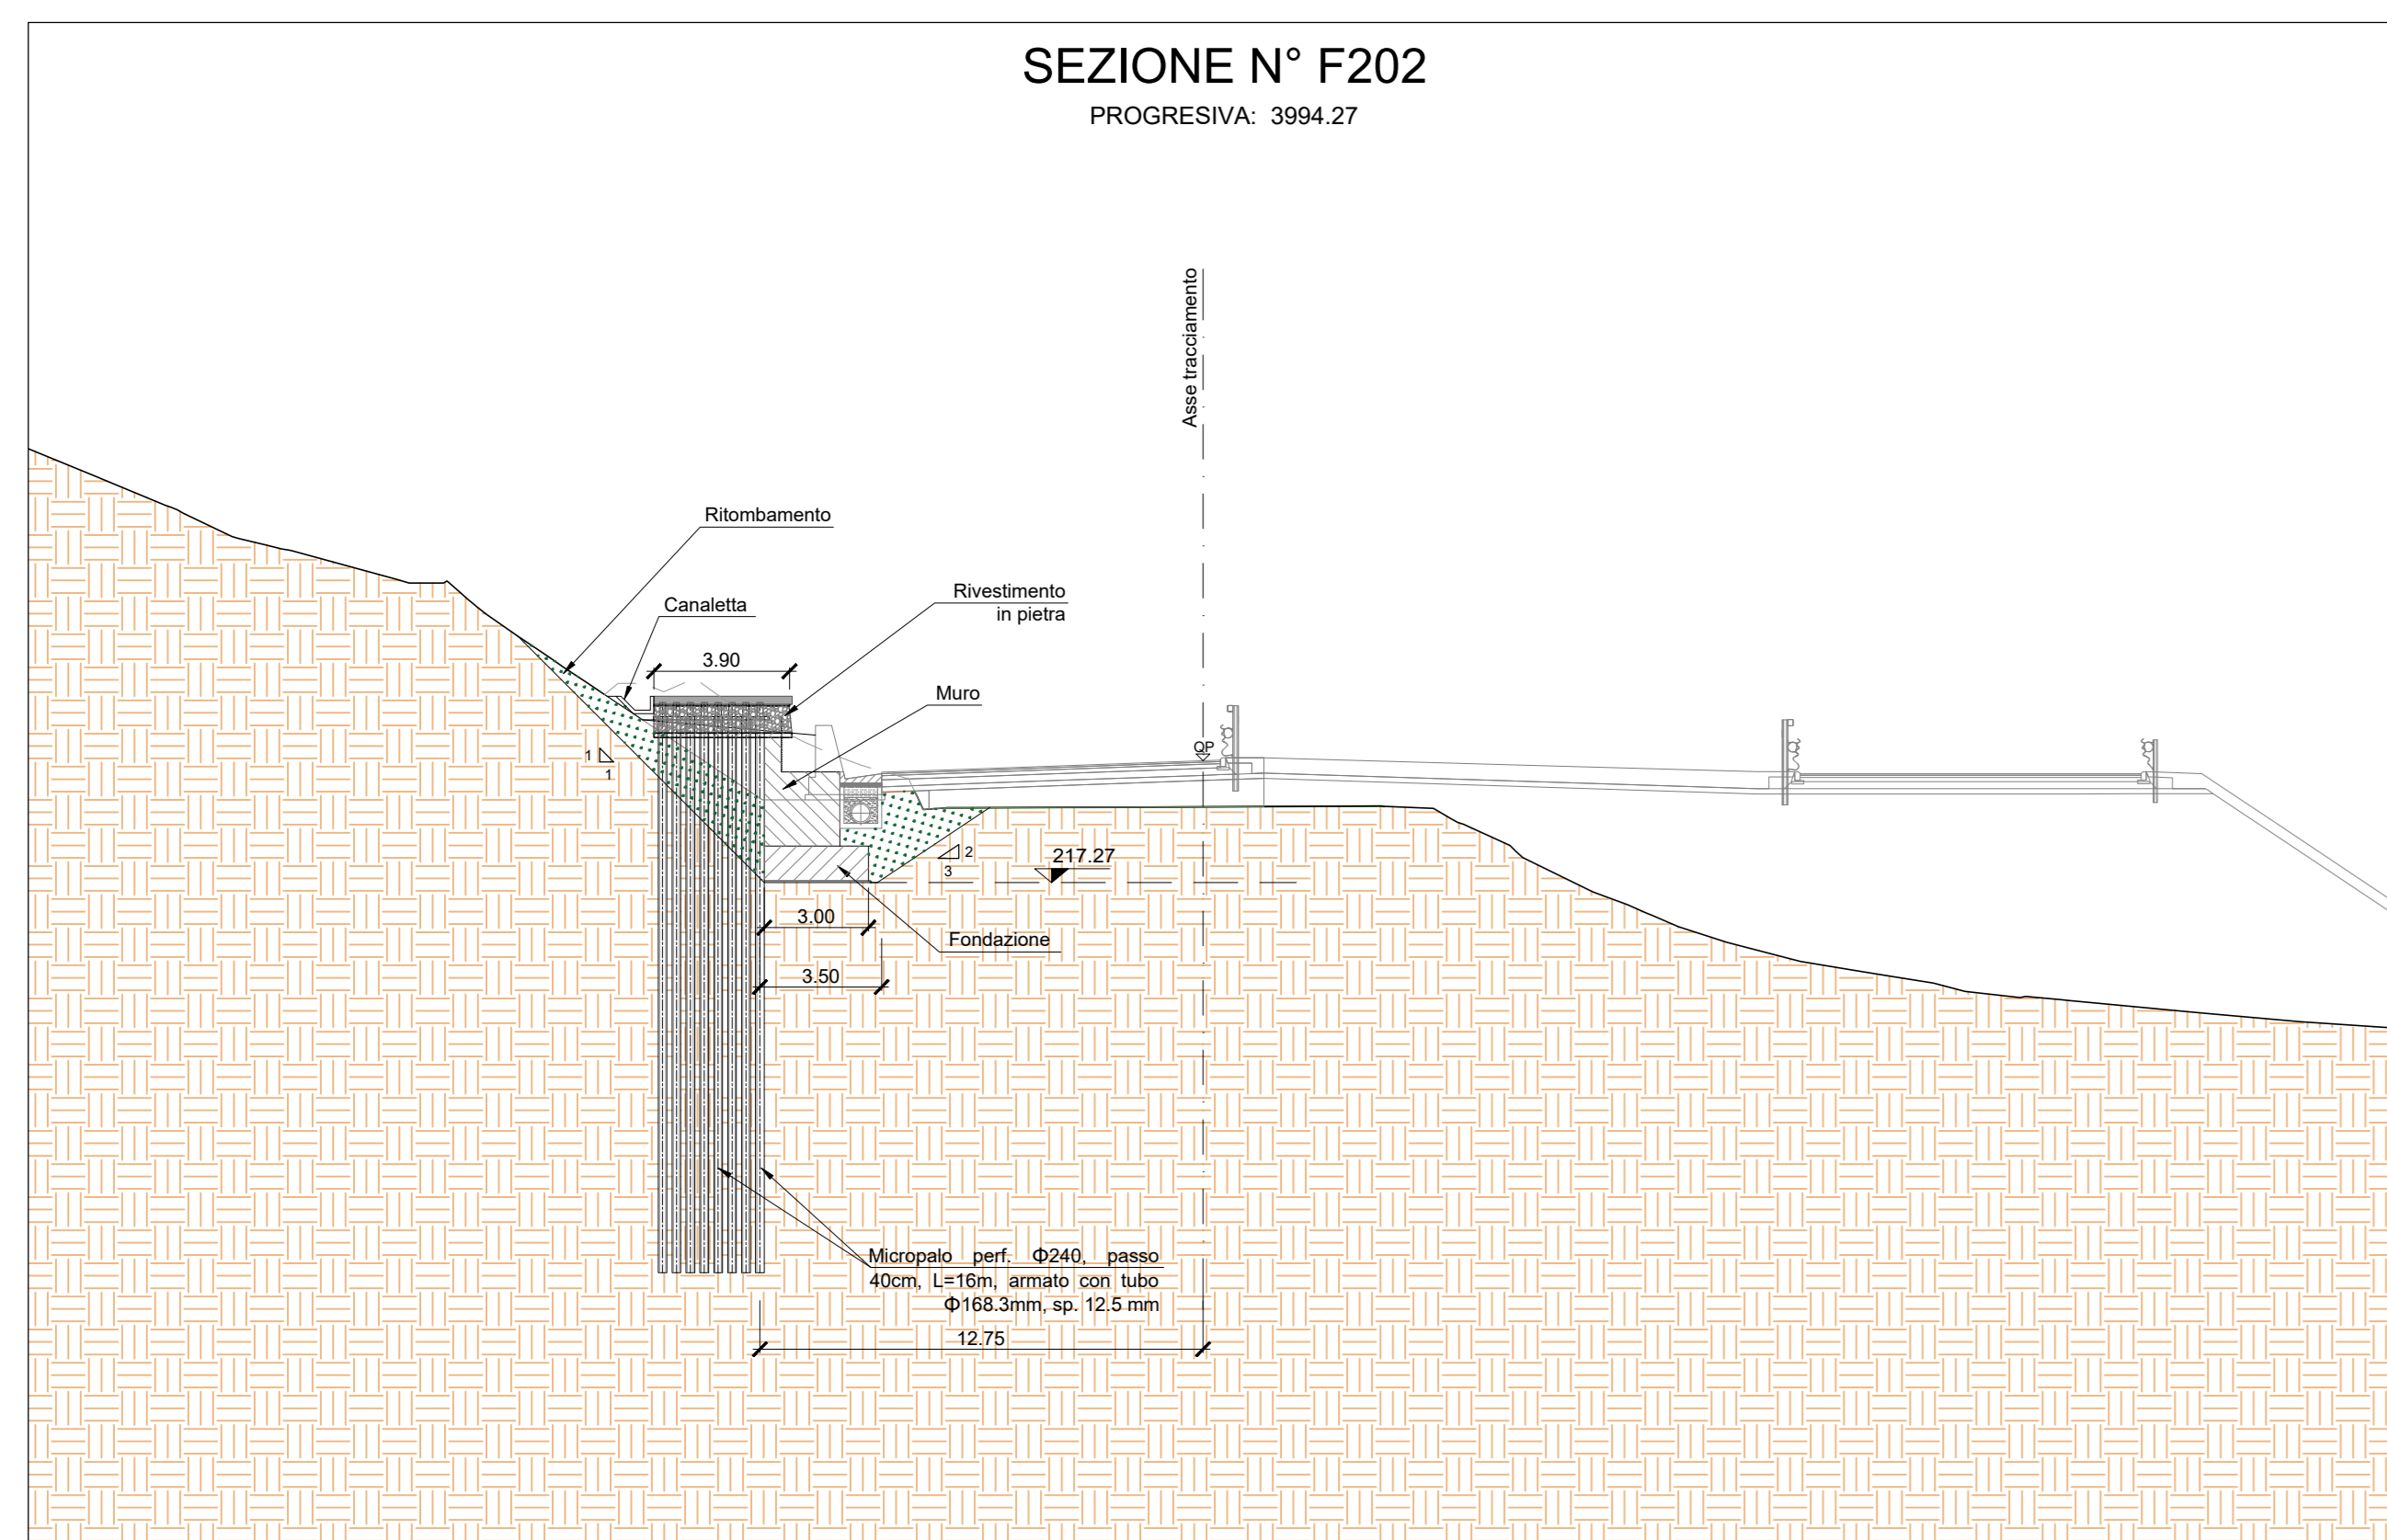 SEZIONE N° F202
PROGRESIVA: 3994.27
Asse tracciamento
Ritombamento
Rivestimento
in pietra
Canaletta
3.90
Muro
QP
1
1
2
3
217.27
3.00
Fondazione
3.50
Micropalo perf. Φ240, passo
40cm, L=16m, armato con tubo
Φ168.3mm, sp. 12.5 mm
12.75